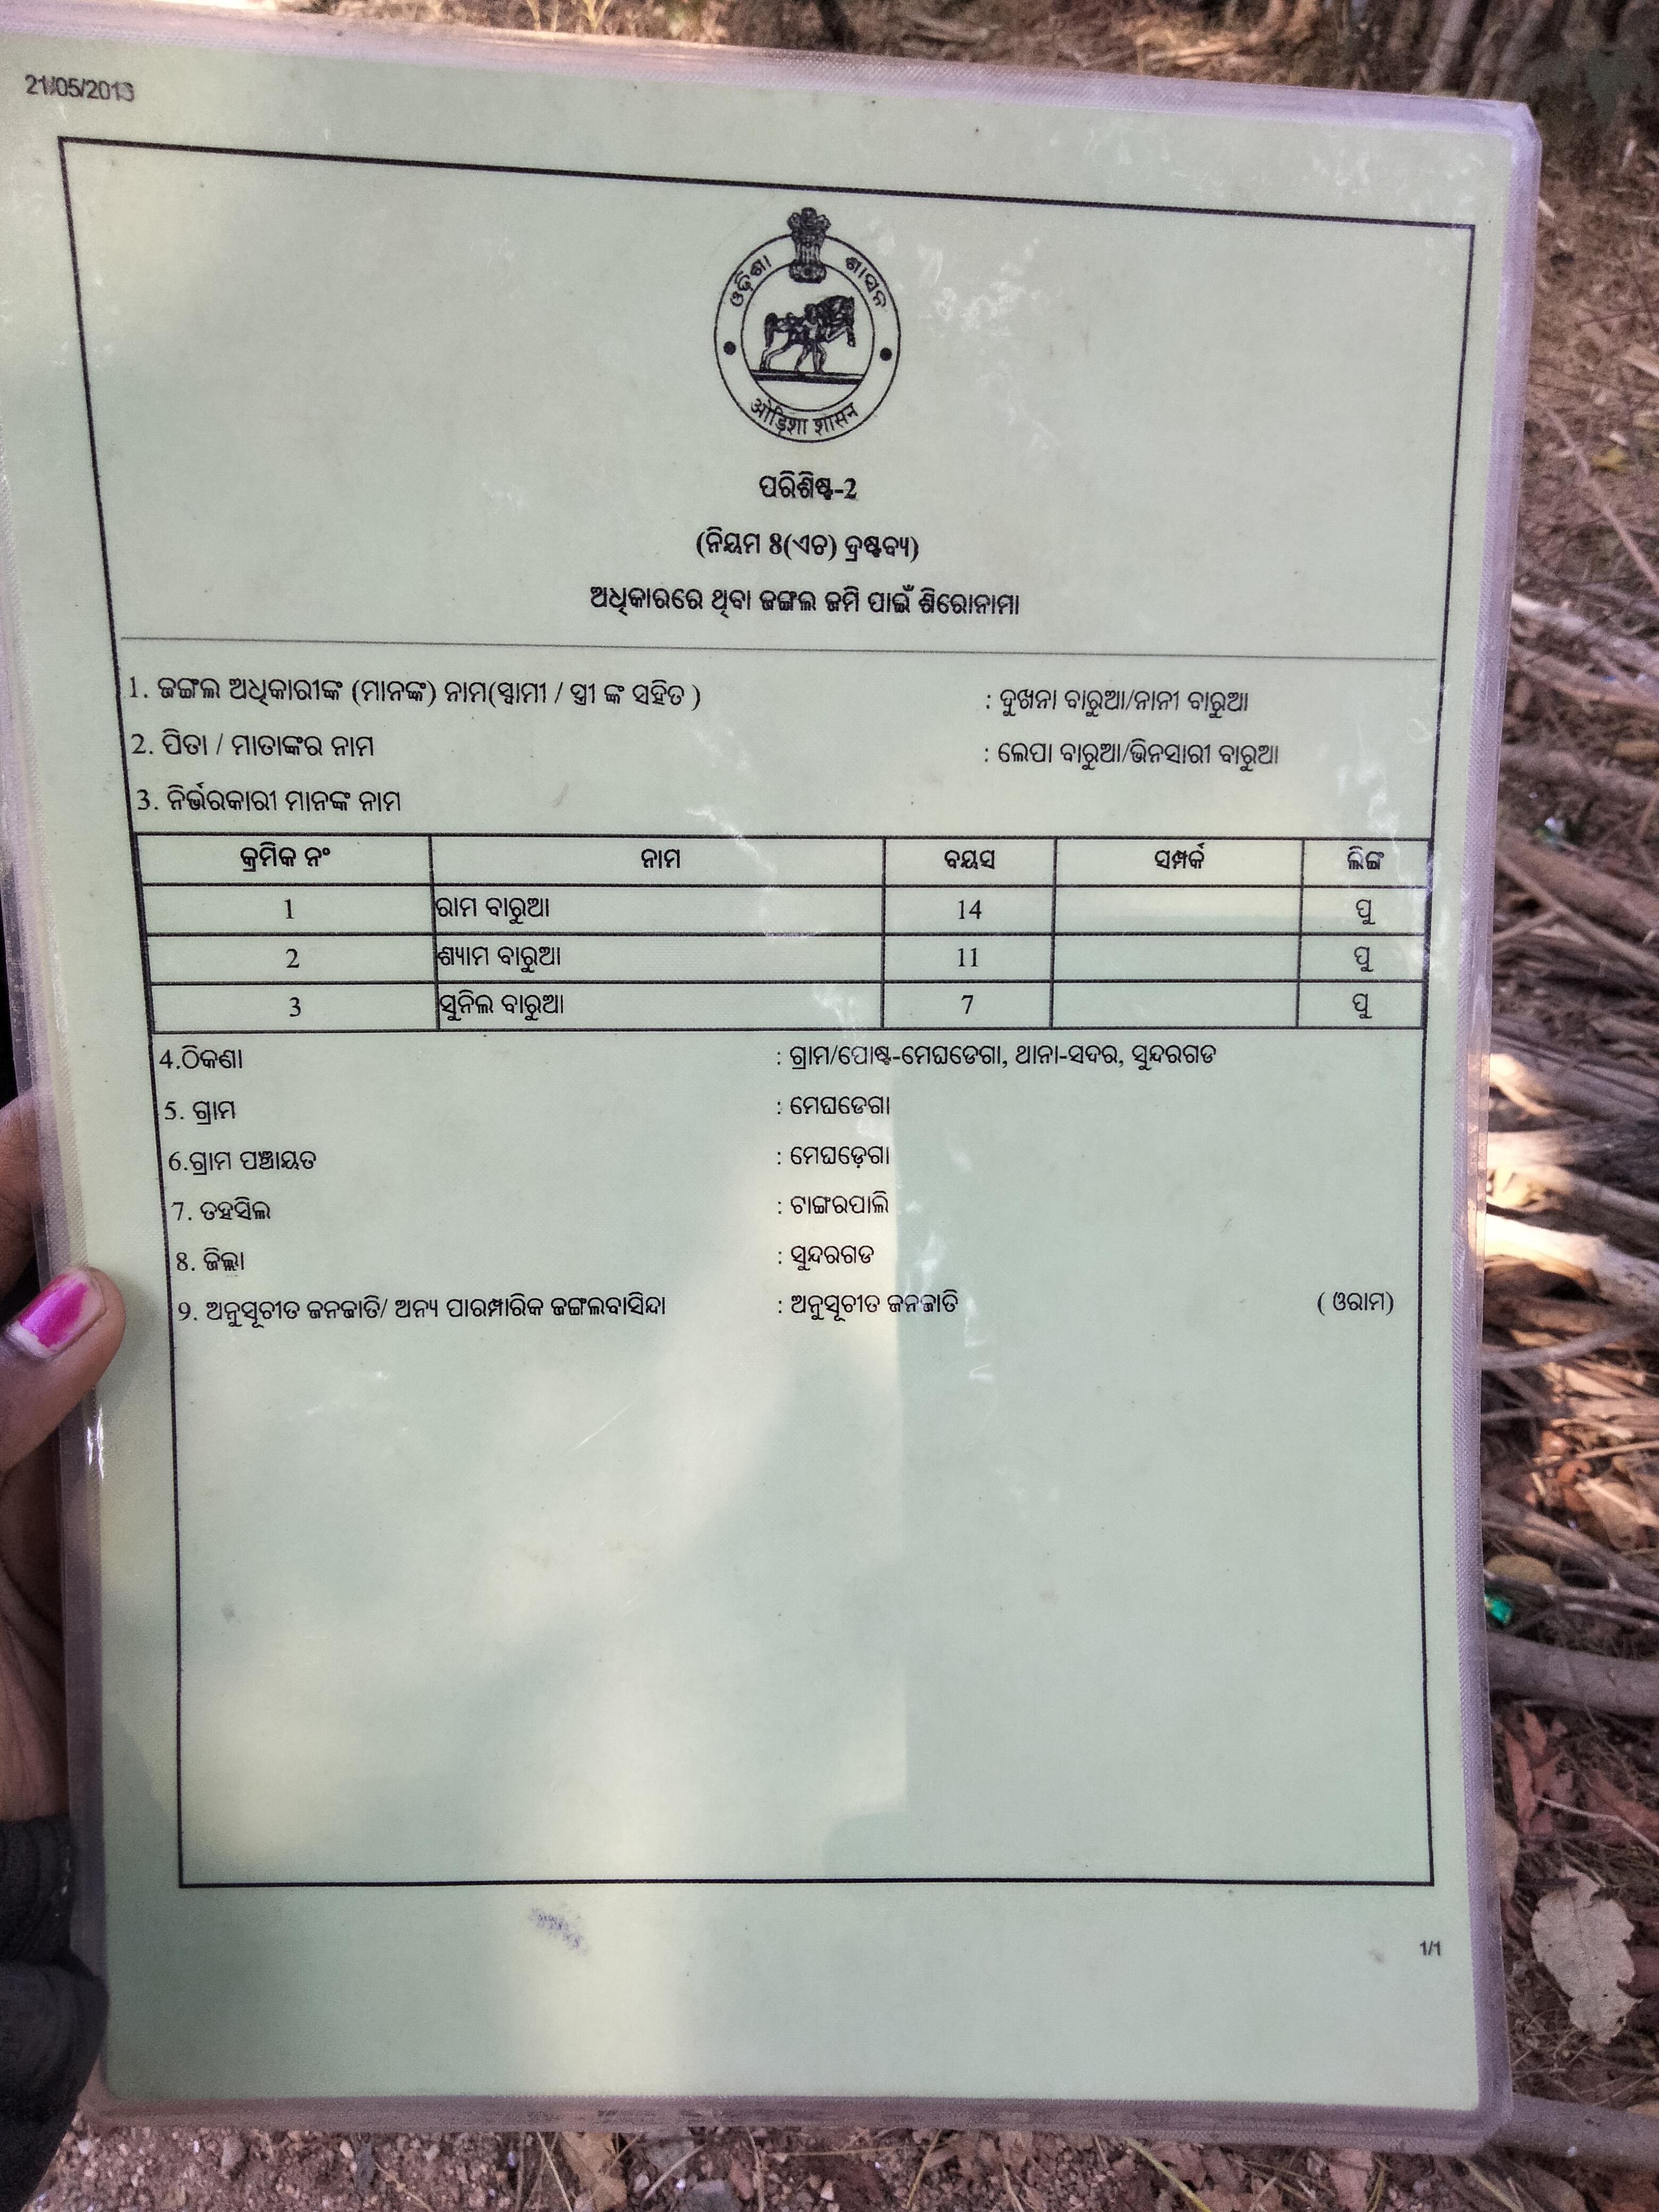 21/05/2013
ଓଡ଼ିଶା ଶାସନ
ओड़िशा शासन
ପରିଶିଷ୍ଟ-2
(ନିୟମ ୫(ଏଚ) ଦ୍ରଷ୍ଟବ୍ୟ)
ଅଧିକାରରେ ଥିବା ଜଙ୍ଗଲ ଜମି ପାଇଁ ଶିରୋନାମା
1. ଜଙ୍ଗଲ ଅଧିକାରୀଙ୍କ (ମାନଙ୍କ) ନାମ(ସ୍ୱାମୀ / ସ୍ତ୍ରୀ ଙ୍କ ସହିତ ) : ଦୁଖନା ବାରୁଆ/ନାନୀ ବାରୁଆ
2. ପିତା / ମାତାଙ୍କର ନାମ : ଲେପା ବାରୁଆ/ଭିନସାରୀ ବାରୁଆ
3. ନିର୍ଭରକାରୀ ମାନଙ୍କ ନାମ
କ୍ରମିକ ନଂ ନାମ ବୟସ ସମ୍ପର୍କ ଲିଙ୍ଗ
1 ରାମ ବାରୁଆ 14 ପୁ
2 ଶ୍ୟାମ ବାରୁଆ 11 ପୁ
3 ସୁନିଲ ବାରୁଆ 7 ପୁ
4.ଠିକଣା : ଗ୍ରାମ/ପୋଷ୍ଟ-ମେଘଡେଗା, ଥାନା-ସଦର, ସୁନ୍ଦରଗଡ
5. ଗ୍ରାମ : ମେଘଡେଗା
6.ଗ୍ରାମ ପଞ୍ଚାୟତ : ମେଘଡ଼େଗା
7. ତହସିଲ : ଟାଙ୍ଗରପାଲି
8. ଜିଲ୍ଲା : ସୁନ୍ଦରଗଡ
9. ଅନୁସୂଚୀତ ଜନଜାତି/ ଅନ୍ୟ ପାରମ୍ପାରିକ ଜଙ୍ଗଲବାସିନ୍ଦା : ଅନୁସୂଚୀତ ଜନଜାତି ( ଓରାମ)
1/1